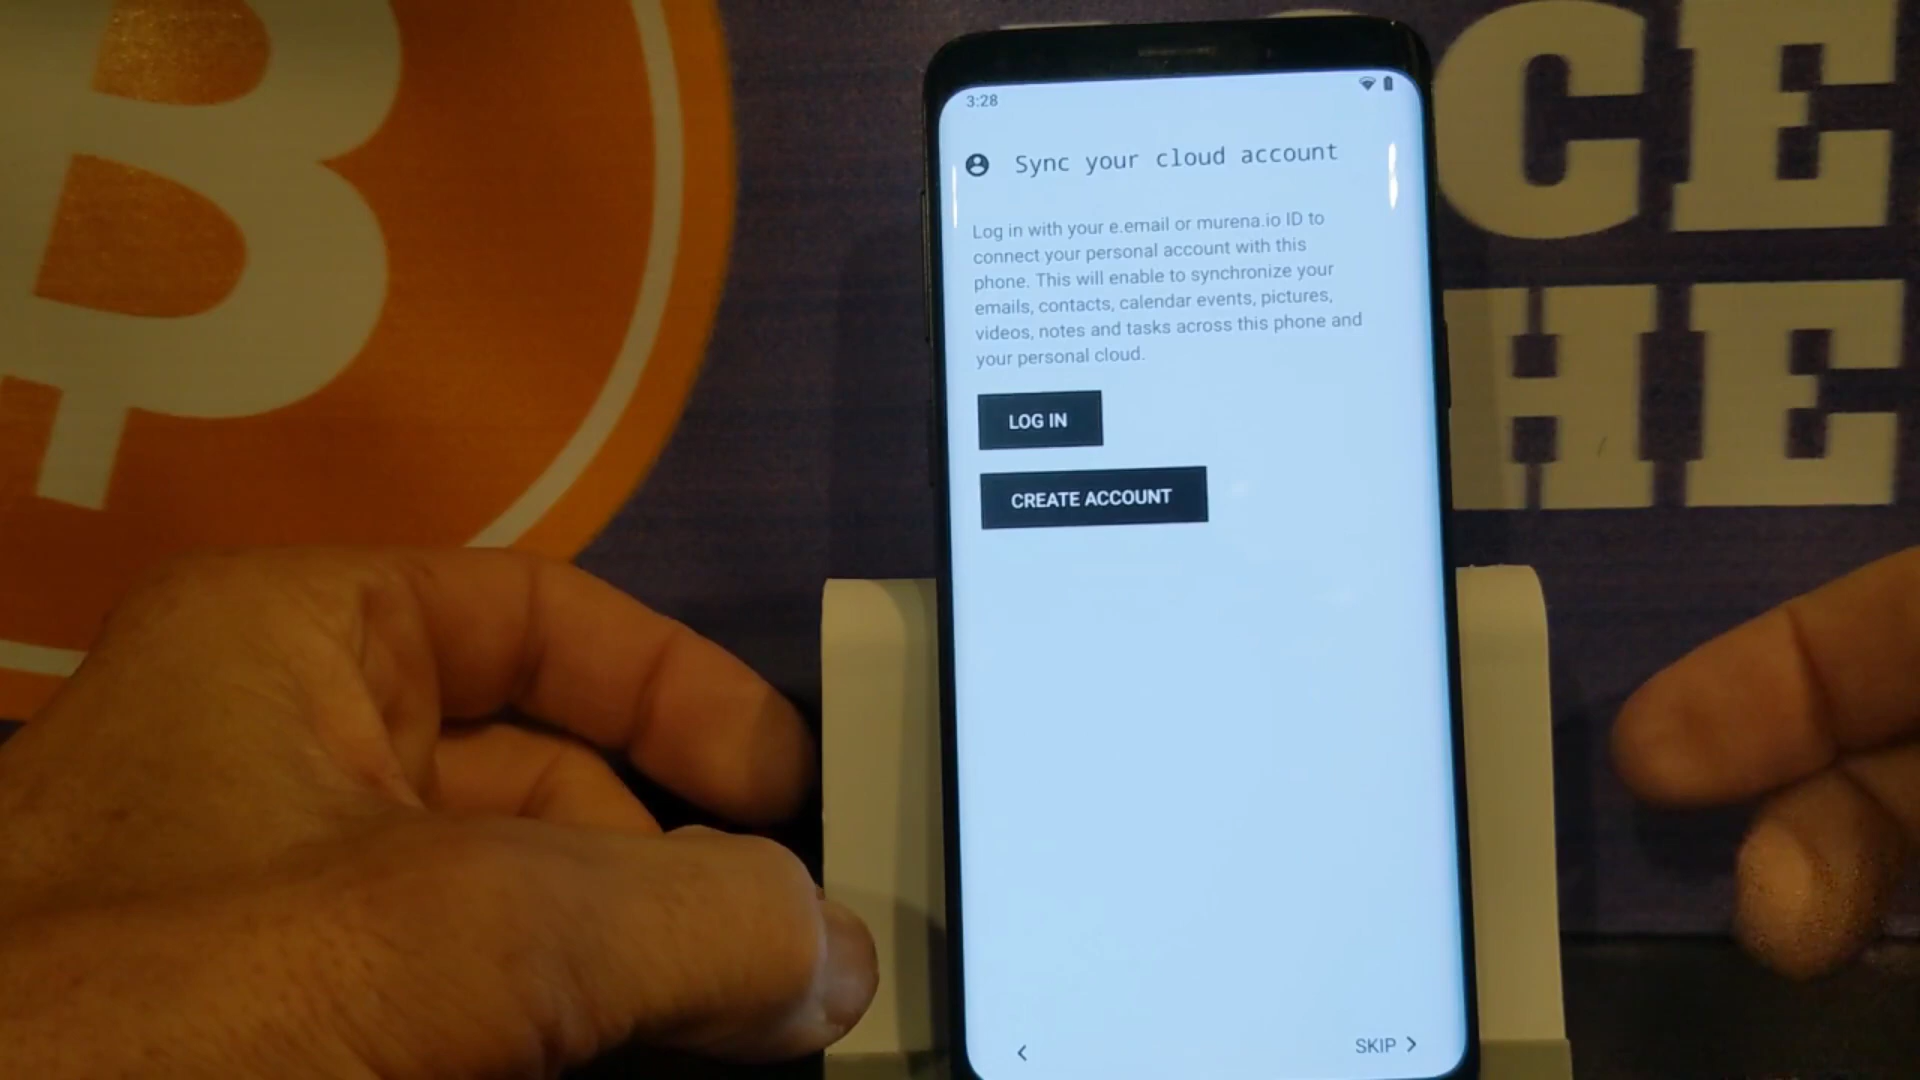 3:28
Sync your cloud account
Log in with your e.email or murena.io ID to
connect your personal account with this
phone. This will enable to synchronize your
emails, contacts, calendar events, pictures,
videos, notes and tasks across this phone and
your personal cloud.
LOG IN
CREATE ACCOUNT
SKIP
CE
HE